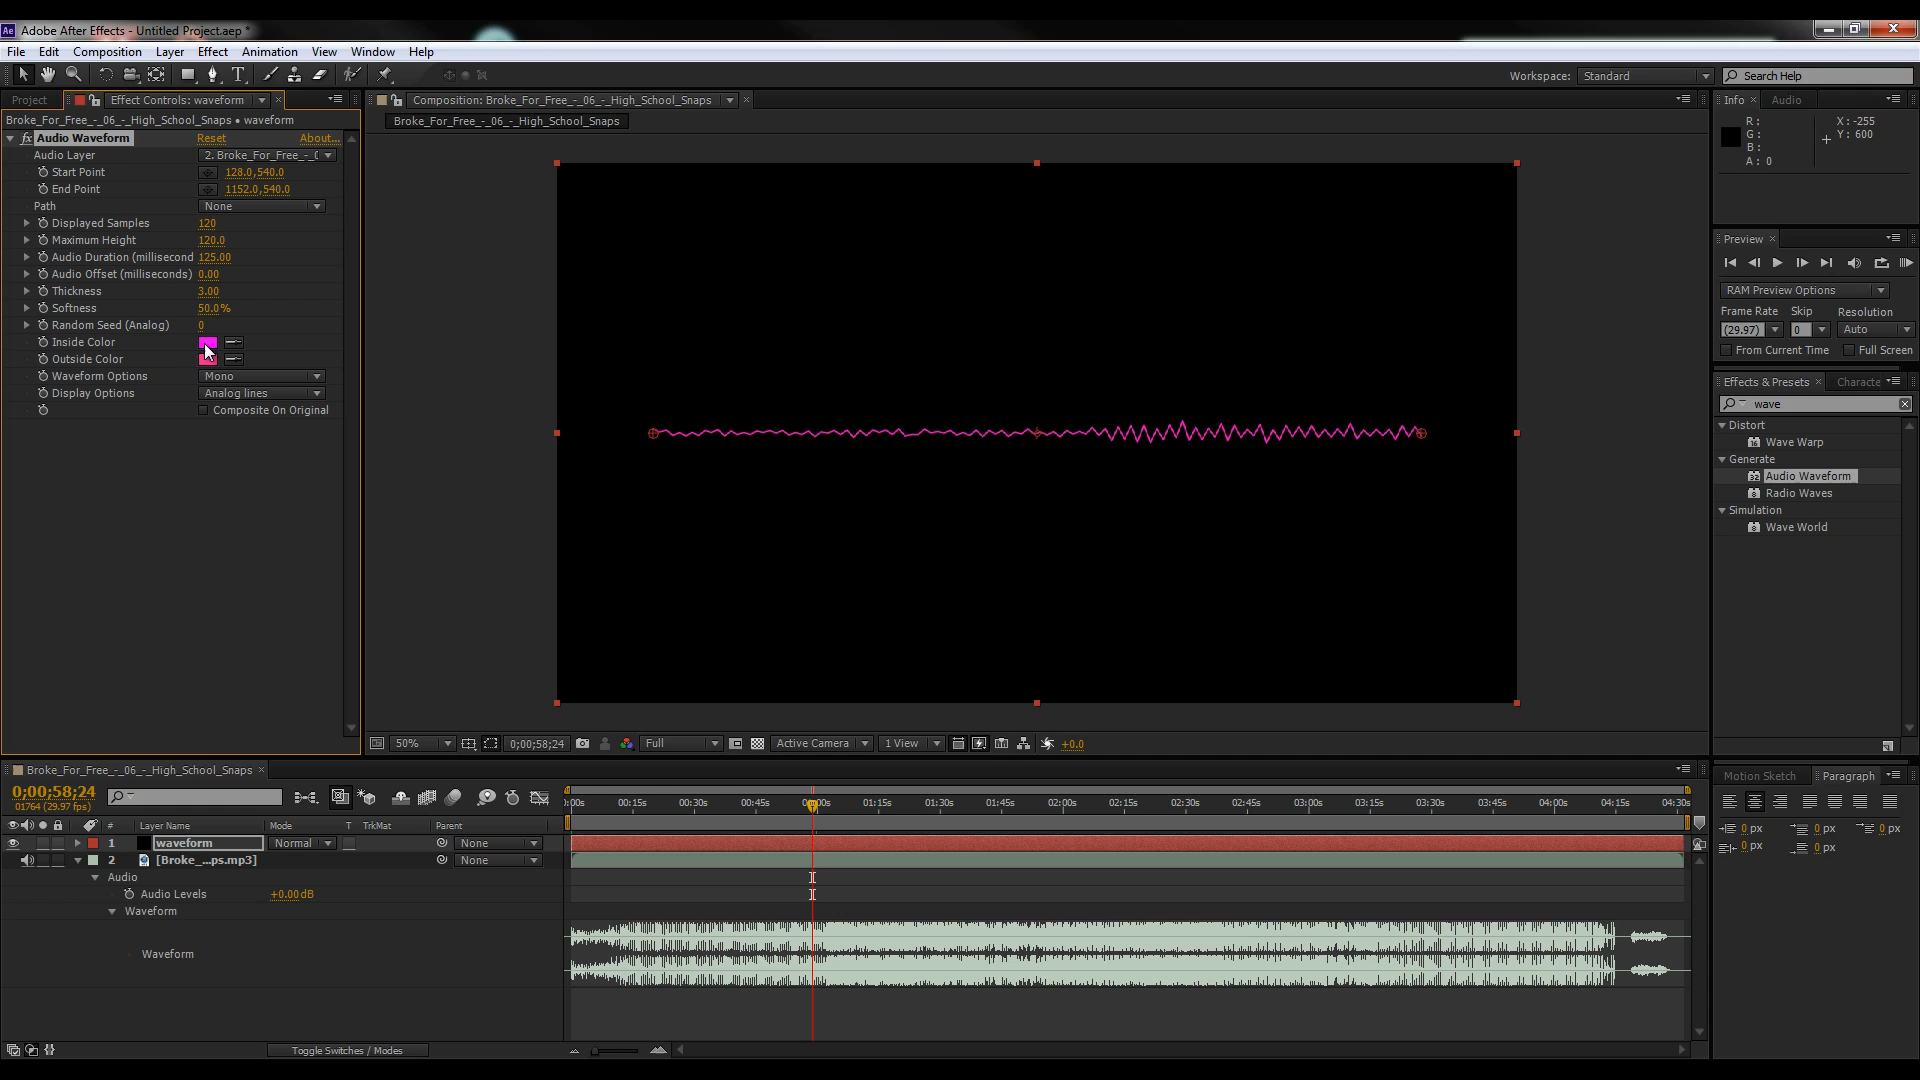 Ae Adobe After Effects - Untitled Project.aep *
File Edit Composition Layer Effect Animation View Window Help
Workspace: Standard Search Help
Project Effect Controls: waveform
Broke_For_Free_-_06_-_High_School_Snaps • waveform
fx Audio Waveform Reset About...
Audio Layer 2. Broke_For_Free_-_
Start Point 128.0,540.0
End Point 1152.0,540.0
Path None
Displayed Samples 120
Maximum Height 120.0
Audio Duration (millisecond 125.00
Audio Offset (milliseconds) 0.00
Thickness 3.00
Softness 50.0%
Random Seed (Analog) 0
Inside Color
Outside Color
Waveform Options Mono
Display Options Analog lines
Composite On Original
Composition: Broke_For_Free_-_06_-_High_School_Snaps
Broke_For_Free_-_06_-_High_School_Snaps
50% 0;00;58;24 Full Active Camera 1 View +0.0
Info Audio
R: X: -255
G: Y: 600
B:
A: 0
Preview
RAM Preview Options
Frame Rate Skip Resolution
(29.97) 0 Auto
From Current Time Full Screen
Effects & Presets Characte
wave
Distort
Wave Warp
Generate
Audio Waveform
Radio Waves
Simulation
Wave World
Broke_For_Free_-_06_-_High_School_Snaps
0;00;58;24
01764 (29.97 fps)
# Layer Name Mode T TrkMat Parent
1 waveform Normal None
2 [Broke_...ps.mp3] None
Audio
Audio Levels +0.00dB
Waveform
Waveform
Toggle Switches / Modes
):00s 00:15s 00:30s 00:45s 01:15s 01:30s 01:45s 02:00s 02:15s 02:30s 02:45s 03:00s 03:15s 03:30s 03:45s 04:00s 04:15s 04:30s
Motion Sketch Paragraph
0 px 0 px 0 px
0 px 0 px